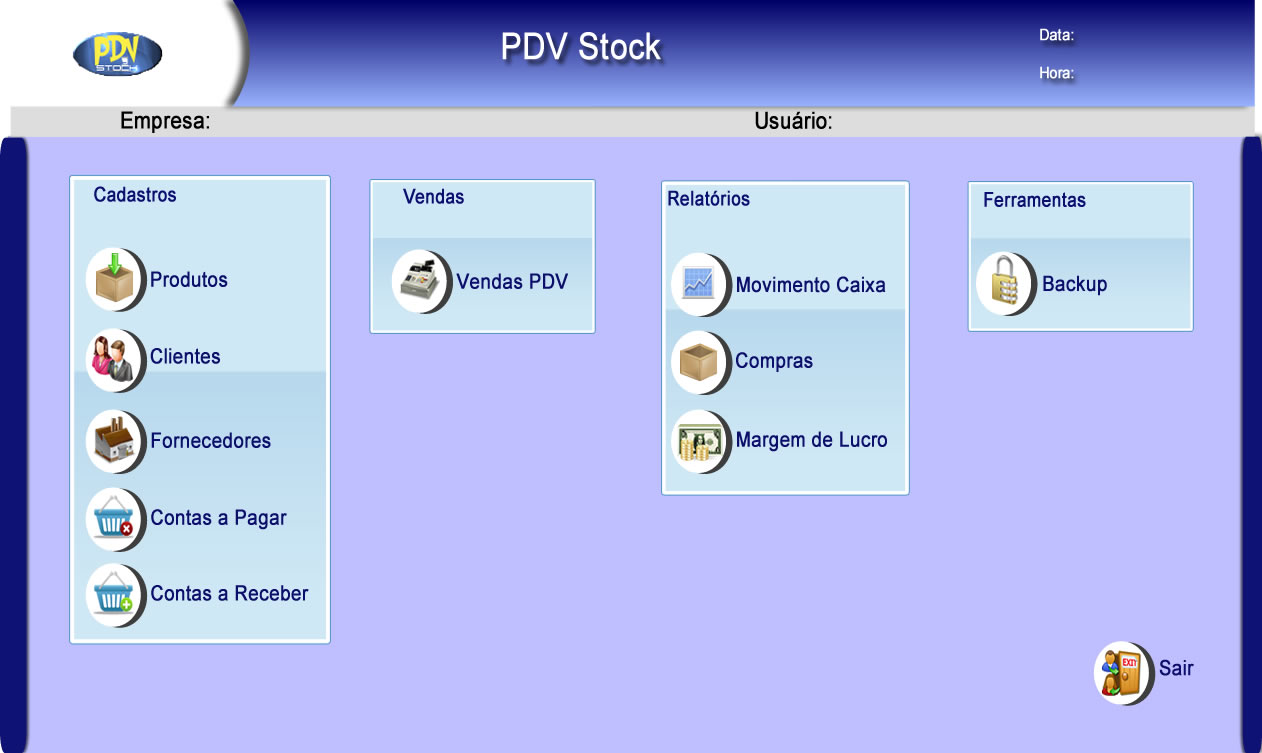 PDV
STOCK
PDV Stock
Data:
Hora:
Empresa:
Usuário:
Cadastros
Produtos
Clientes
Fornecedores
Contas a Pagar
Contas a Receber
Vendas
Vendas PDV
Relatórios
Movimento Caixa
Compras
Margem de Lucro
Ferramentas
Backup
EXIT
Sair